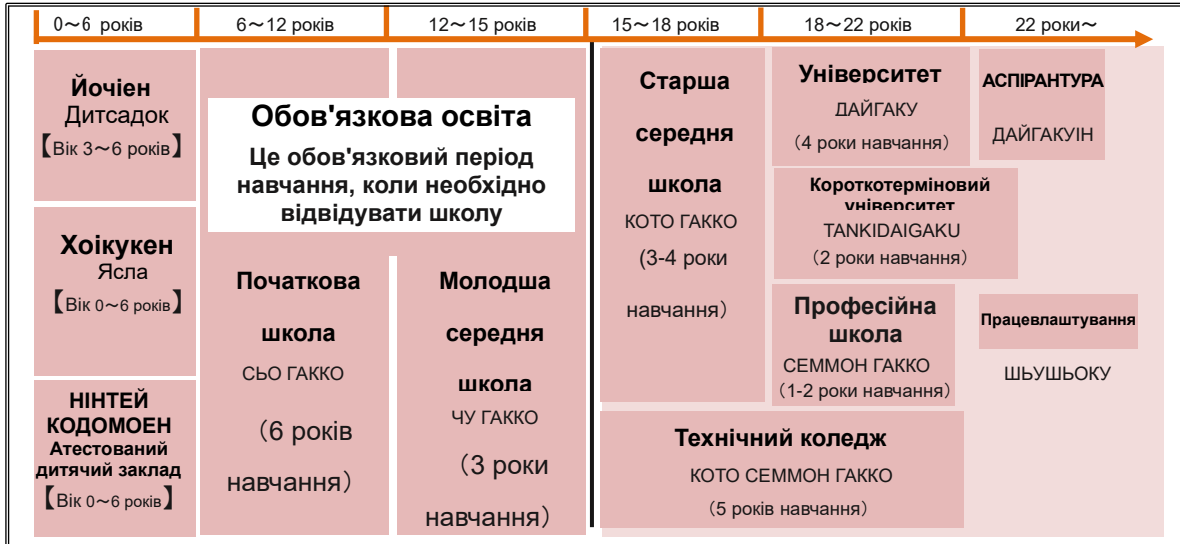 0～6 років
6～12 років
12～15 років
15～18 років
18～22 років
22 роки～
Йочіен
Дитсадок
【Вік 3～6 років】
Хоікукен
Ясла
【Вік 0～6 років】
НІНТЕЙ
КОДОМОЕН
Атестований
дитячий заклад
【Вік 0～6 років】
Обов'язкова освіта
Це обов'язковий період
навчання, коли необхідно
відвідувати школу
Початкова
школа
СЬО ГАККО
（6 років
навчання）
Молодша
середня
школа
ЧУ ГАККО
（3 роки
навчання）
Старша
середня
школа
КОТО ГАККО
（3-4 роки
навчання）
Університет
ДАЙГАКУ
（4 роки навчання）
Короткотерміновий
університет
TANKIDAIGAKU
（2 роки навчання）
Професійна
школа
СЕММОН ГАККО
（1-2 роки навчання）
Технічний коледж
КОТО СЕММОН ГАККО
（5 років навчання）
АСПІРАНТУРА
ДАЙГАКУІН
Працевлаштування
ШЬУШЬОКУ